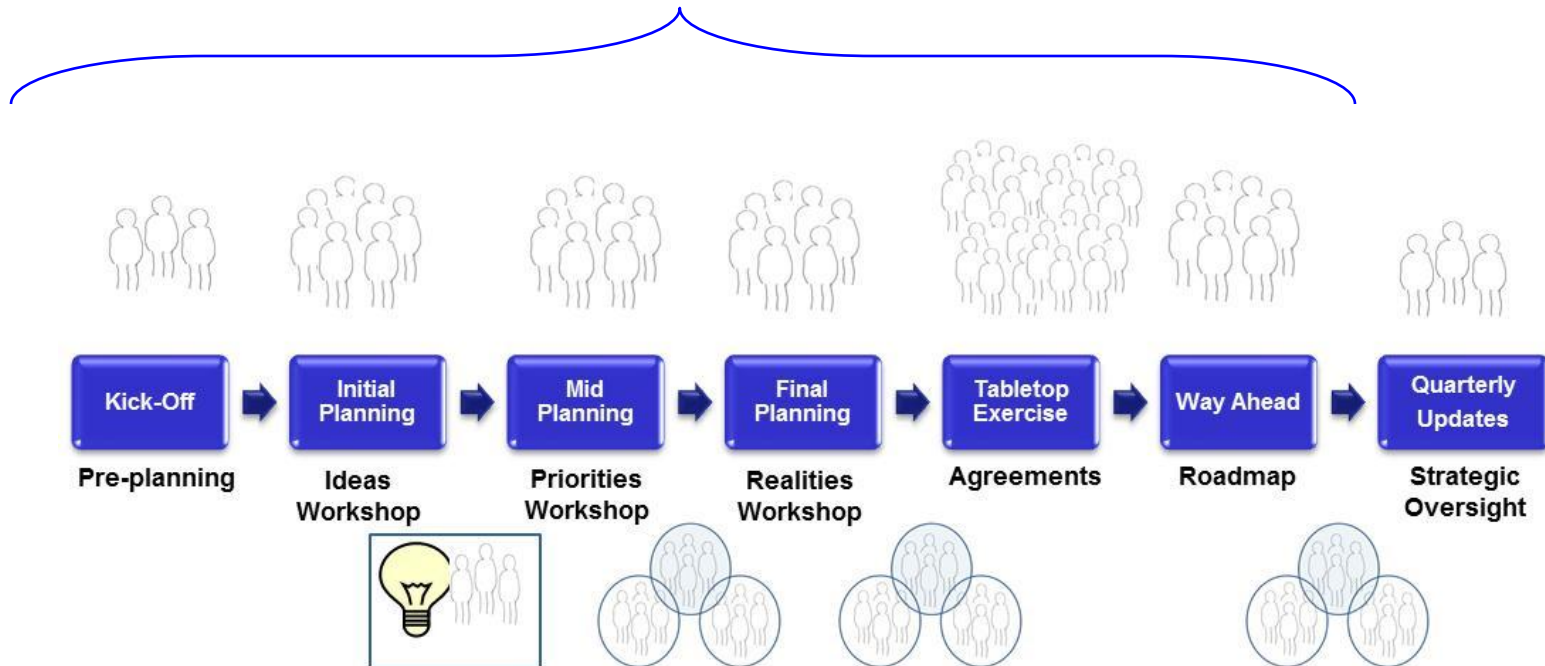 Kick-Off
Initial
Planning
Mid
Planning
Final
Planning
Tabletop
Exercise
Way Ahead
Quarterly
Updates
Pre-planning
Ideas
Workshop
Priorities
Workshop
Realities
Workshop
Agreements
Roadmap
Strategic
Oversight